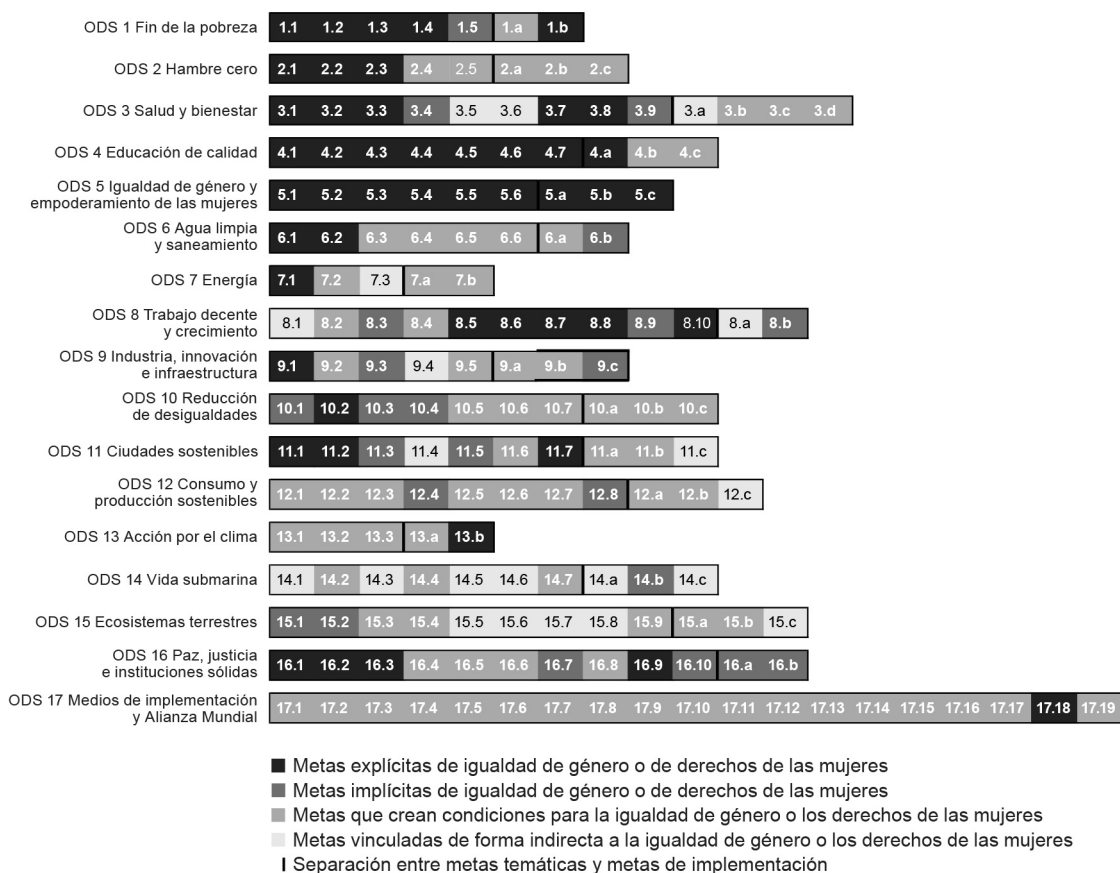 ODS 1 Fin de la pobreza 1.1 1.2 1.3 1.4 1.5 1.a 1.b
ODS 2 Hambre cero 2.1 2.2 2.3 2.4 2.5 2.a 2.b 2.c
ODS 3 Salud y bienestar 3.1 3.2 3.3 3.4 3.5 3.6 3.7 3.8 3.9 3.a 3.b 3.c 3.d
ODS 4 Educación de calidad 4.1 4.2 4.3 4.4 4.5 4.6 4.7 4.a 4.b 4.c
ODS 5 Igualdad de género y
empoderamiento de las mujeres 5.1 5.2 5.3 5.4 5.5 5.6 5.a 5.b 5.c
ODS 6 Agua limpia
y saneamiento 6.1 6.2 6.3 6.4 6.5 6.6 6.a 6.b
ODS 7 Energía 7.1 7.2 7.3 7.a 7.b
ODS 8 Trabajo decente
y crecimiento 8.1 8.2 8.3 8.4 8.5 8.6 8.7 8.8 8.9 8.10 8.a 8.b
ODS 9 Industria, innovación
e infraestructura 9.1 9.2 9.3 9.4 9.5 9.a 9.b 9.c
ODS 10 Reducción
de desigualdades 10.1 10.2 10.3 10.4 10.5 10.6 10.7 10.a 10.b 10.c
ODS 11 Ciudades sostenibles 11.1 11.2 11.3 11.4 11.5 11.6 11.7 11.a 11.b 11.c
ODS 12 Consumo y
producción sostenibles 12.1 12.2 12.3 12.4 12.5 12.6 12.7 12.8 12.a 12.b 12.c
ODS 13 Acción por el clima 13.1 13.2 13.3 13.a 13.b
ODS 14 Vida submarina 14.1 14.2 14.3 14.4 14.5 14.6 14.7 14.a 14.b 14.c
ODS 15 Ecosistemas terrestres 15.1 15.2 15.3 15.4 15.5 15.6 15.7 15.8 15.9 15.a 15.b 15.c
ODS 16 Paz, justicia
e instituciones sólidas 16.1 16.2 16.3 16.4 16.5 16.6 16.7 16.8 16.9 16.10 16.a 16.b
ODS 17 Medios de implementación
y Alianza Mundial 17.1 17.2 17.3 17.4 17.5 17.6 17.7 17.8 17.9 17.10 17.11 17.12 17.13 17.14 17.15 17.16 17.17 17.18 17.19
Metas explícitas de igualdad de género o de derechos de las mujeres
Metas implícitas de igualdad de género o de derechos de las mujeres
Metas que crean condiciones para la igualdad de género o los derechos de las mujeres
Metas vinculadas de forma indirecta a la igualdad de género o los derechos de las mujeres
Separación entre metas temáticas y metas de implementación